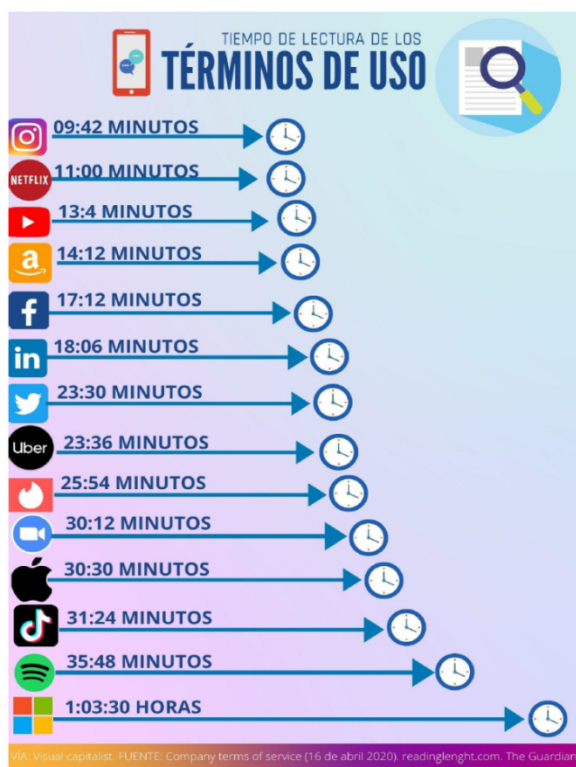 TIEMPO DE LECTURA DE LOS
TÉRMINOS DE USO
09:42 MINUTOS
NETFLIX
11:00 MINUTOS
13:4 MINUTOS
a
14:12 MINUTOS
f
17:12 MINUTOS
in
18:06 MINUTOS
23:30 MINUTOS
Uber
23:36 MINUTOS
25:54 MINUTOS
30:12 MINUTOS
30:30 MINUTOS
31:24 MINUTOS
35:48 MINUTOS
1:03:30 HORAS
VÍA: Visual capitalist. FUENTE: Company terms of service (16 de abril 2020). readinglenght.com. The Guardian